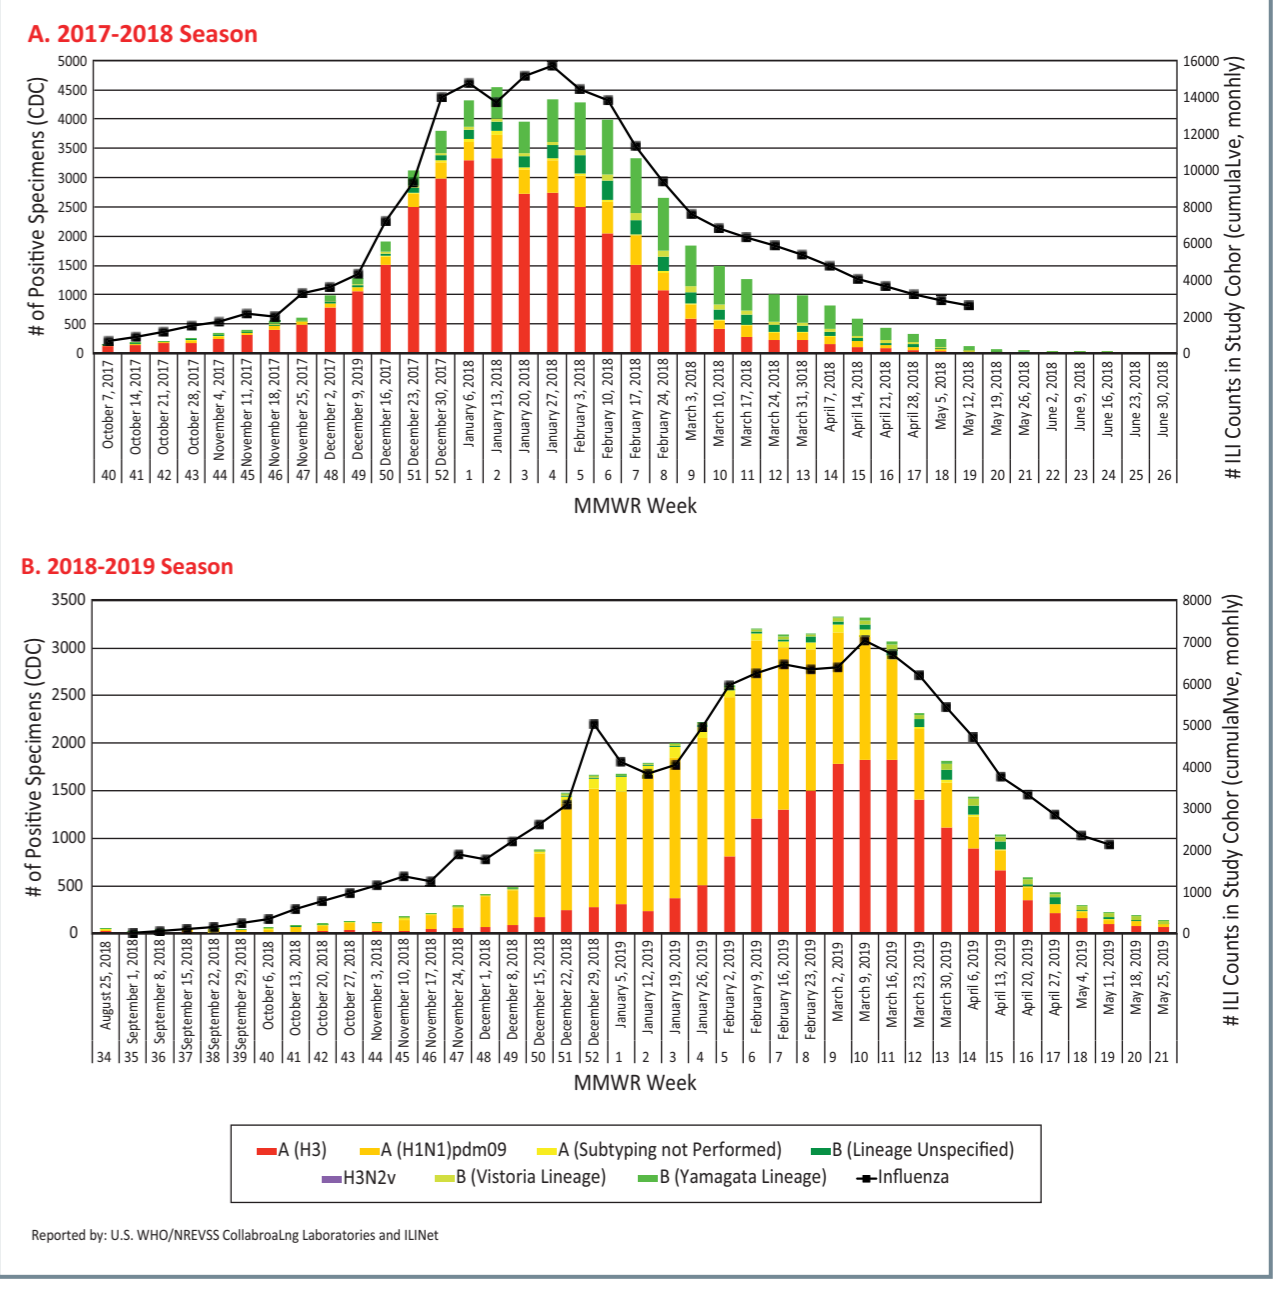 A. 2017-2018 Season
# of Positive Specimens (CDC)
5000
4500
4000
3500
3000
2500
2000
1500
1000
500
0
16000
14000
12000
10000
8000
6000
4000
2000
0
# ILI Counts in Study Cohor (cumulaLve, monthly)
October 7, 2017
October 14, 2017
October 21, 2017
October 28, 2017
November 4, 2017
November 11, 2017
November 18, 2017
November 25, 2017
December 2, 2017
December 9, 2019
December 16, 2017
December 23, 2017
December 30, 2017
January 6, 2018
January 13, 2018
January 20, 2018
January 27, 2018
February 3, 2018
February 10, 2018
February 17, 2018
February 24, 2018
March 3, 2018
March 10, 2018
March 17, 2018
March 24, 2018
March 31, 3018
April 7, 2018
April 14, 2018
April 21, 2018
April 28, 2018
May 5, 2018
May 12, 2018
May 19, 2018
May 26, 2018
June 2, 2018
June 9, 2018
June 16, 2018
June 23, 2018
June 30, 2018
40 41 42 43 44 45 46 47 48 49 50 51 52 1 2 3 4 5 6 7 8 9 10 11 12 13 14 15 16 17 18 19 20 21 22 23 24 25 26
MMWR Week
B. 2018-2019 Season
# of Positive Specimens (CDC)
3500
3000
2500
2000
1500
1000
500
0
8000
7000
6000
5000
4000
3000
2000
1000
0
# ILI Counts in Study Cohor (cumulaMve, monthly)
August 25, 2018
September 1, 2018
September 8, 2018
September 15, 2018
September 22, 2018
September 29, 2018
October 6, 2018
October 13, 2018
October 20, 2018
October 27, 2018
November 3, 2018
November 10, 2018
November 17, 2018
November 24, 2018
December 1, 2018
December 8, 2018
December 15, 2018
December 22, 2018
December 29, 2018
January 5, 2019
January 12, 2019
January 19, 2019
January 26, 2019
February 2, 2019
February 9, 2019
February 16, 2019
February 23, 2019
March 2, 2019
March 9, 2019
March 16, 2019
March 23, 2019
March 30, 2019
April 6, 2019
April 13, 2019
April 20, 2019
April 27, 2019
May 4, 2019
May 11, 2019
May 18, 2019
May 25, 2019
34 35 36 37 38 39 40 41 42 43 44 45 46 47 48 49 50 51 52 1 2 3 4 5 6 7 8 9 10 11 12 13 14 15 16 17 18 19 20 21
MMWR Week
A (H3) A (H1N1)pdm09 A (Subtyping not Performed) B (Lineage Unspecified)
H3N2v B (Vistoria Lineage) B (Yamagata Lineage) Influenza
Reported by: U.S. WHO/NREVSS CollabroaLng Laboratories and ILINet